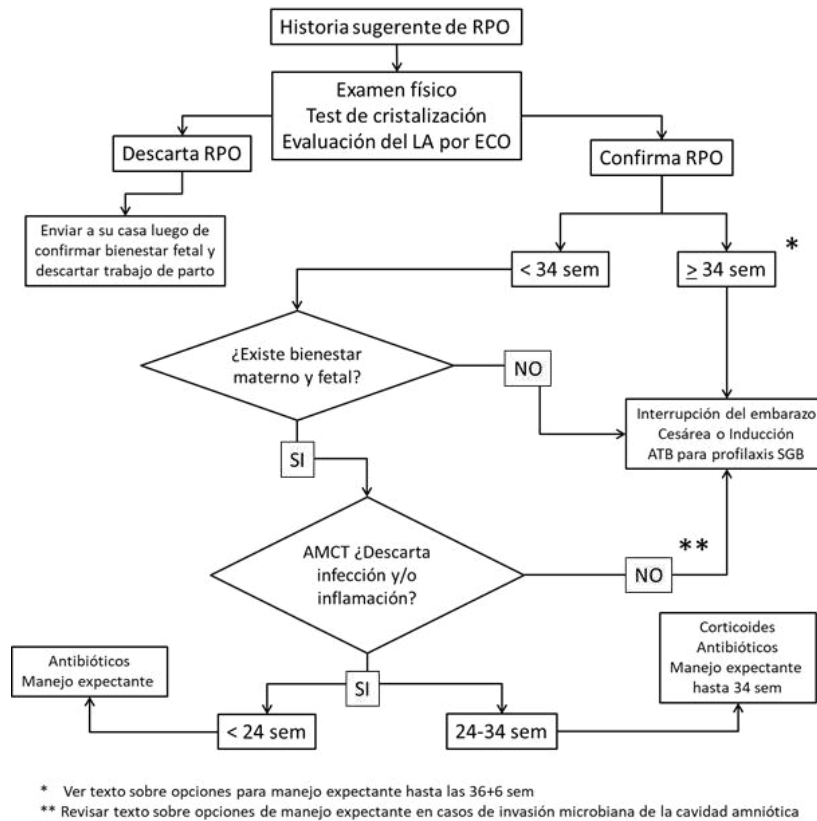 Historia sugerente de RPO
Examen físico
Test de cristalización
Evaluación del LA por ECO
Descarta RPO
Confirma RPO
Enviar a su casa luego de
confirmar bienestar fetal y
descartar trabajo de parto
< 34 sem
≥ 34 sem
*
¿Existe bienestar
materno y fetal?
NO
Interrupción del embarazo
Cesárea o Inducción
ATB para profilaxis SGB
SI
AMCT ¿Descarta
infección y/o
inflamación?
NO
**
Corticoides
Antibióticos
Manejo expectante
hasta 34 sem
Antibióticos
Manejo expectante
SI
< 24 sem
24-34 sem
* Ver texto sobre opciones para manejo expectante hasta las 36+6 sem
** Revisar texto sobre opciones de manejo expectante en casos de invasión microbiana de la cavidad amniótica